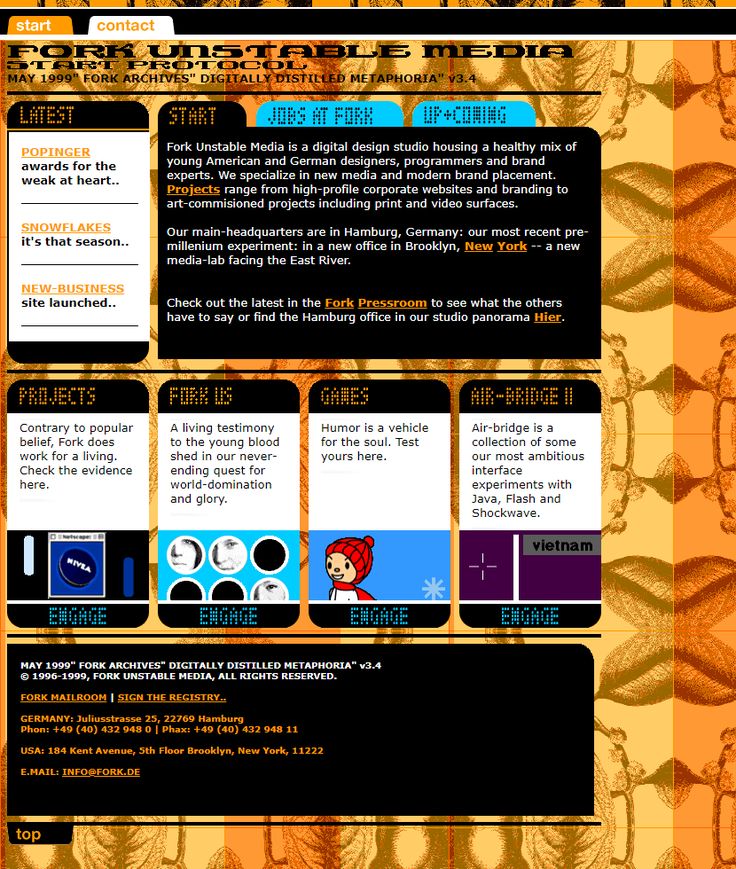 start
contact
FORK UNSTABLE MEDIA
START PROTOCOL
MAY 1999" FORK ARCHIVES" DIGITALLY DISTILLED METAPHORIA" v3.4
LATEST
START
JOBS AT FORK
UP+COMING
POPINGER
awards for the
weak at heart..
SNOWFLAKES
it's that season..
NEW-BUSINESS
site launched..
Fork Unstable Media is a digital design studio housing a healthy mix of
young American and German designers, programmers and brand
experts. We specialize in new media and modern brand placement.
Projects range from high-profile corporate websites and branding to
art-commisioned projects including print and video surfaces.
Our main-headquarters are in Hamburg, Germany: our most recent pre-
millenium experiment: in a new office in Brooklyn, New York -- a new
media-lab facing the East River.
Check out the latest in the Fork Pressroom to see what the others
have to say or find the Hamburg office in our studio panorama Hier.
PROJECTS
Contrary to popular
belief, Fork does
work for a living.
Check the evidence
here.
Netscape:
NIVEA
ENGAGE
FORK US
A living testimony
to the young blood
shed in our never-
ending quest for
world-domination
and glory.
ENGAGE
GAMES
Humor is a vehicle
for the soul. Test
yours here.
ENGAGE
AIR-BRIDGE II
Air-bridge is a
collection of some
our most ambitious
interface
experiments with
Java, Flash and
Shockwave.
vietnam
ENGAGE
MAY 1999" FORK ARCHIVES" DIGITALLY DISTILLED METAPHORIA" v3.4
© 1996-1999, FORK UNSTABLE MEDIA, ALL RIGHTS RESERVED.
FORK MAILROOM | SIGN THE REGISTRY..
GERMANY: Juliusstrasse 25, 22769 Hamburg
Phon: +49 (40) 432 948 0 | Phax: +49 (40) 432 948 11
USA: 184 Kent Avenue, 5th Floor Brooklyn, New York, 11222
E.MAIL: INFO@FORK.DE
top